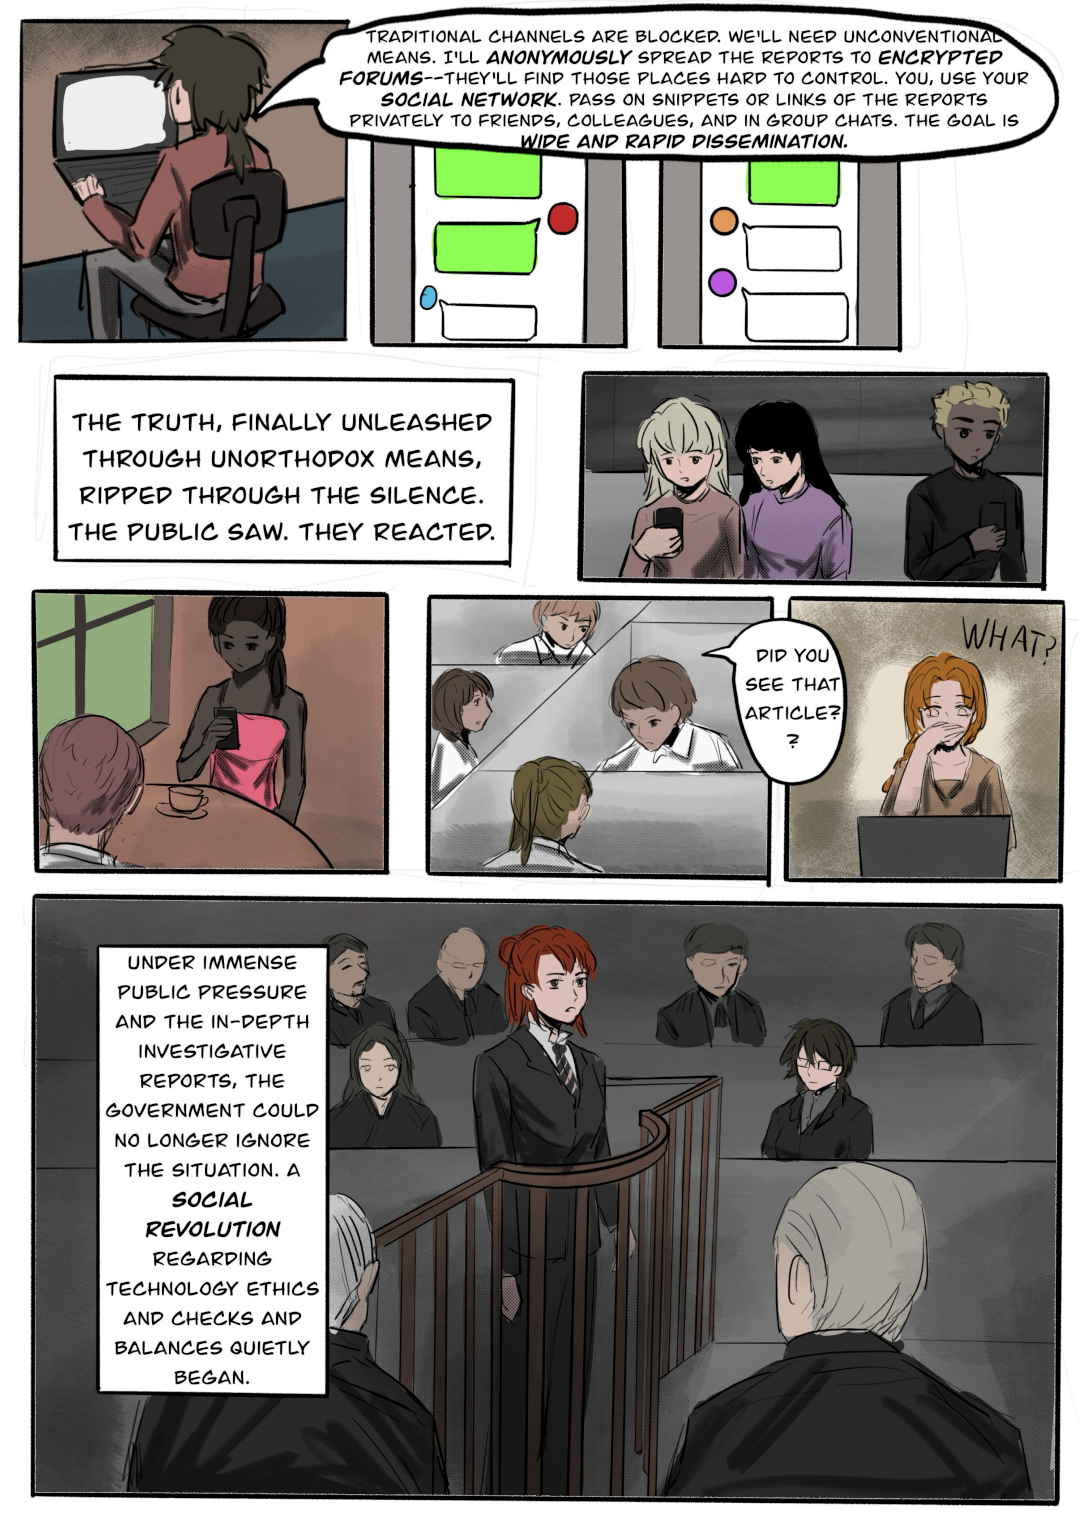 TRADITIONAL CHANNELS ARE BLOCKED. WE'LL NEED UNCONVENTIONAL
MEANS. I'LL ANONYMOUSLY SPREAD THE REPORTS TO ENCRYPTED
FORUMS--THEY'LL FIND THOSE PLACES HARD TO CONTROL. YOU, USE YOUR
SOCIAL NETWORK. PASS ON SNIPPETS OR LINKS OF THE REPORTS
PRIVATELY TO FRIENDS, COLLEAGUES, AND IN GROUP CHATS. THE GOAL IS
WIDE AND RAPID DISSEMINATION.
THE TRUTH, FINALLY UNLEASHED
THROUGH UNORTHODOX MEANS,
RIPPED THROUGH THE SILENCE.
THE PUBLIC SAW. THEY REACTED.
DID YOU
SEE THAT
ARTICLE?
?
WHAT?
UNDER IMMENSE
PUBLIC PRESSURE
AND THE IN-DEPTH
INVESTIGATIVE
REPORTS, THE
GOVERNMENT COULD
NO LONGER IGNORE
THE SITUATION. A
SOCIAL
REVOLUTION
REGARDING
TECHNOLOGY ETHICS
AND CHECKS AND
BALANCES QUIETLY
BEGAN.